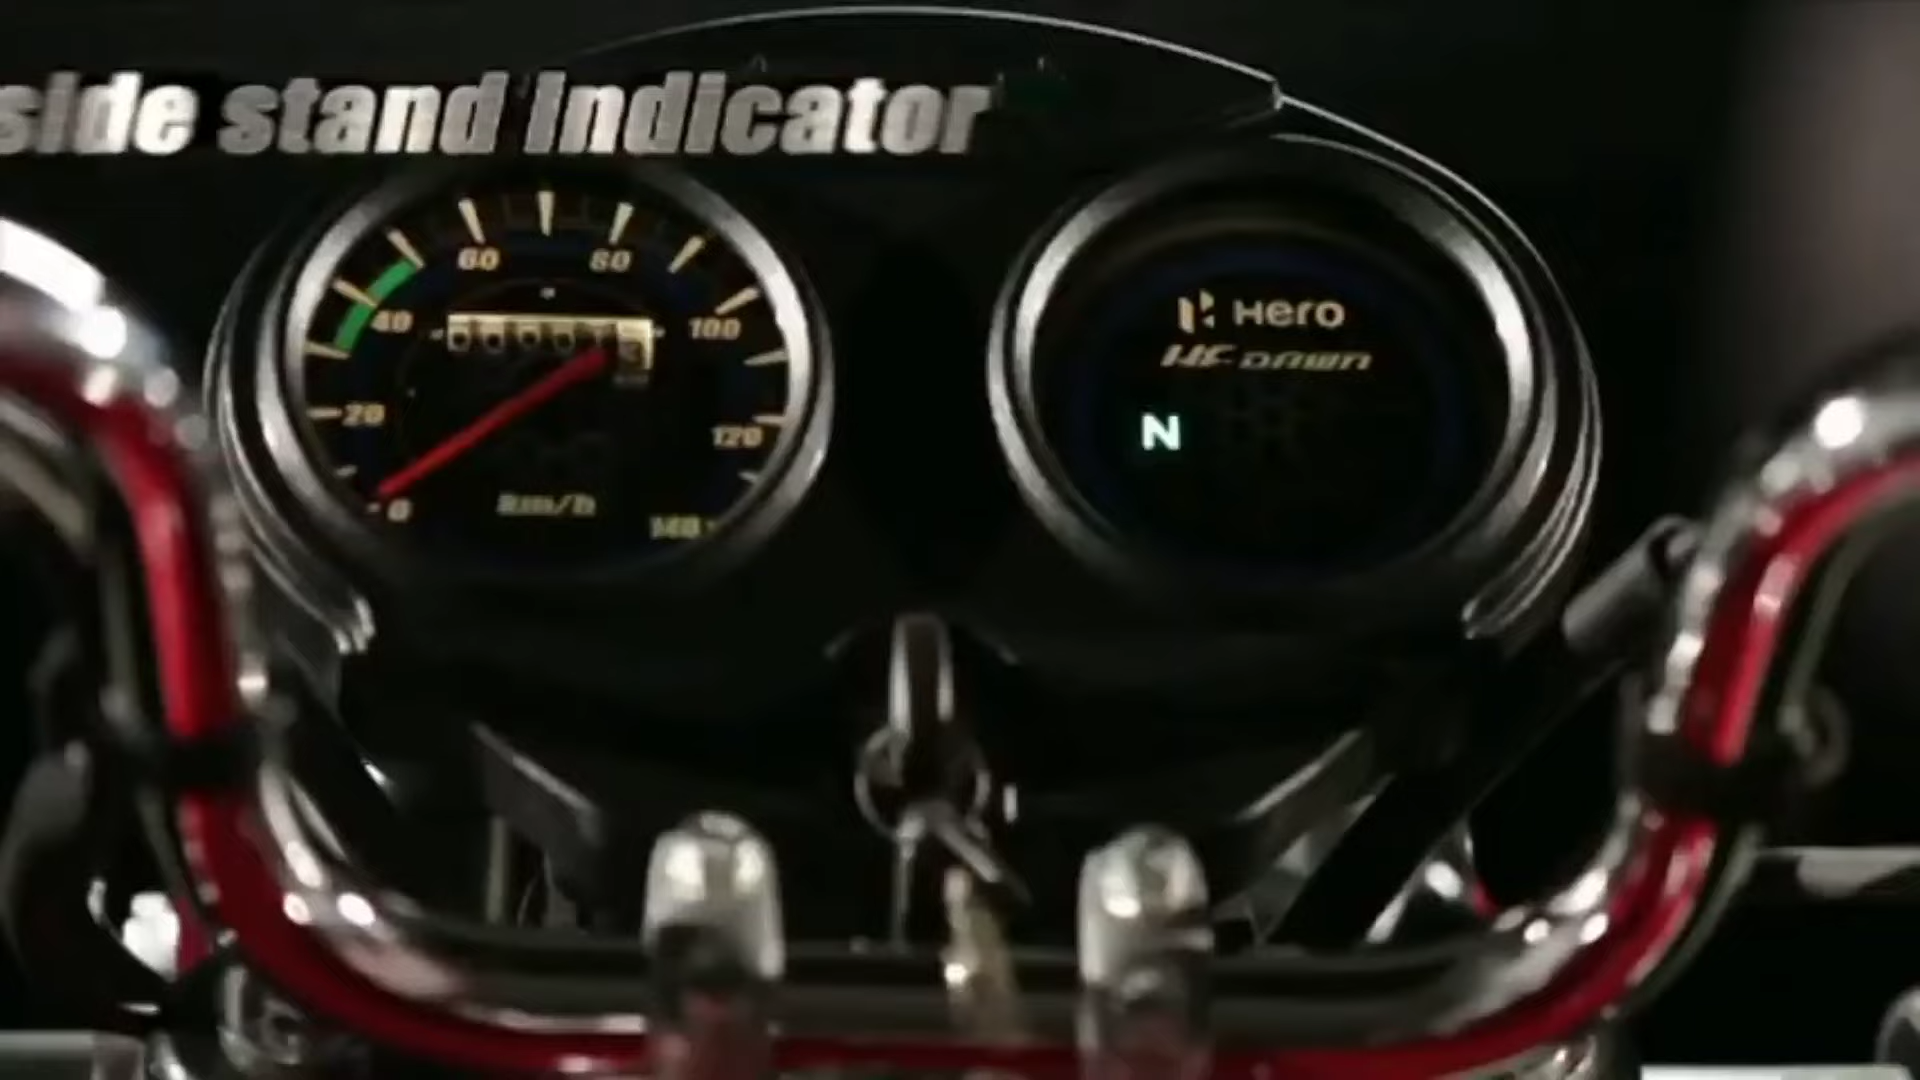 side stand indicator
60 80
40 100
20 120
0 km/h 140
Hero
HF DAWN
N